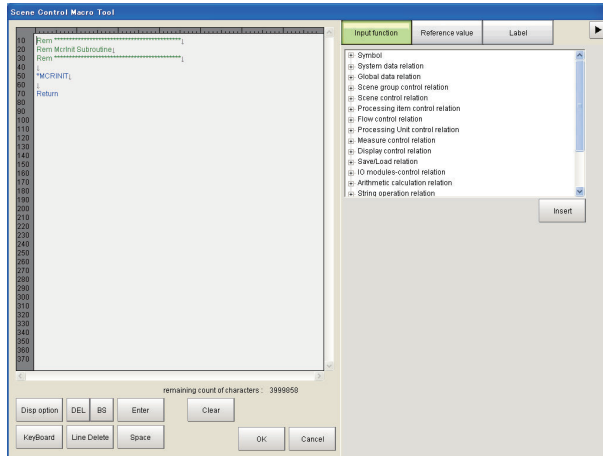 Scene Control Macro Tool
10 Rem ******************************************↓
20 Rem McrInit Subroutine↓
30 Rem ******************************************↓
40 ↓
50 *MCRINIT↓
60 ↓
70 Return
80
90
100
110
120
130
140
150
160
170
180
190
200
210
220
230
240
250
260
270
280
290
300
310
320
330
340
350
360
370
remaining count of characters : 3999858
Disp option DEL BS Enter Clear
KeyBoard Line Delete Space OK Cancel
Input function Reference value Label
Symbol
System data relation
Global data relation
Scene group control relation
Scene control relation
Processing item control relation
Flow control relation
Processing Unit control relation
Measure control relation
Display control relation
Save/Load relation
IO modules-control relation
Arithmetic calculation relation
String operation relation
Insert